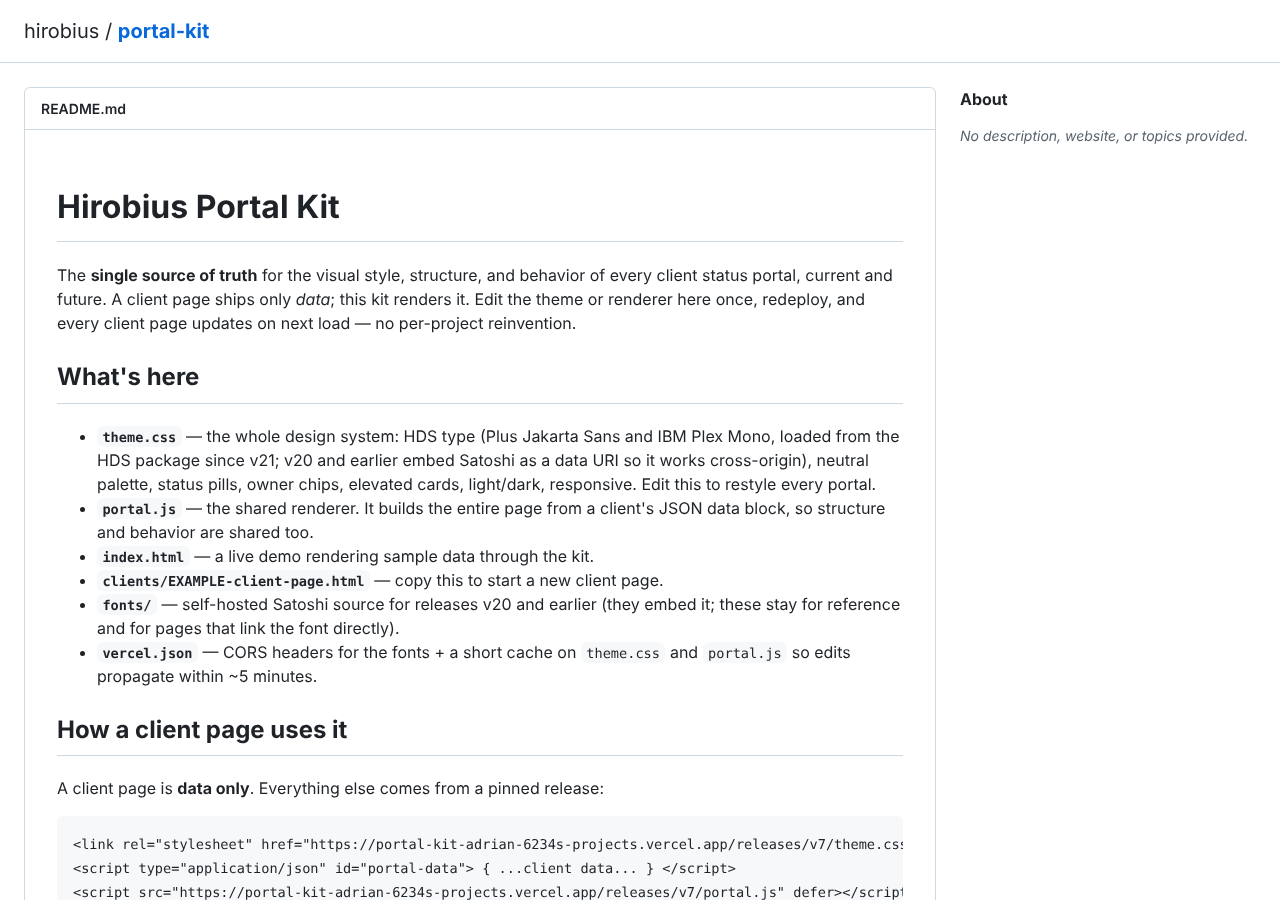 hirobius / portal-kit
README.md
About
No description, website, or topics provided.
Hirobius Portal Kit
The single source of truth for the visual style, structure, and behavior of every client status portal, current and
future. A client page ships only data; this kit renders it. Edit the theme or renderer here once, redeploy, and
every client page updates on next load — no per-project reinvention.
What's here
theme.css — the whole design system: HDS type (Plus Jakarta Sans and IBM Plex Mono, loaded from the
HDS package since v21; v20 and earlier embed Satoshi as a data URI so it works cross-origin), neutral
palette, status pills, owner chips, elevated cards, light/dark, responsive. Edit this to restyle every portal.
portal.js — the shared renderer. It builds the entire page from a client's JSON data block, so structure
and behavior are shared too.
index.html — a live demo rendering sample data through the kit.
clients/EXAMPLE-client-page.html — copy this to start a new client page.
fonts/ — self-hosted Satoshi source for releases v20 and earlier (they embed it; these stay for reference
and for pages that link the font directly).
vercel.json — CORS headers for the fonts + a short cache on theme.css and portal.js so edits
propagate within ~5 minutes.
How a client page uses it
A client page is data only. Everything else comes from a pinned release:
<link rel="stylesheet" href="https://portal-kit-adrian-6234s-projects.vercel.app/releases/v7/theme.css
<script type="application/json" id="portal-data"> { ...client data... } </script>
<script src="https://portal-kit-adrian-6234s-projects.vercel.app/releases/v7/portal.js" defer></script